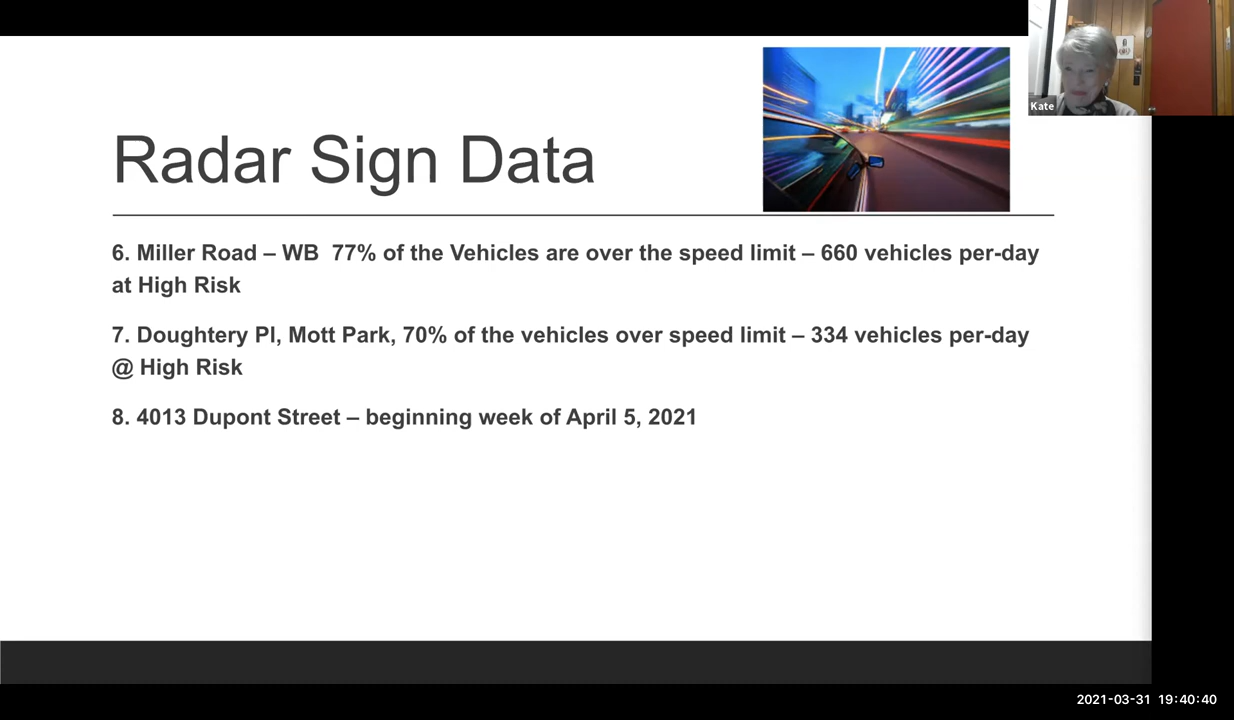 Kate
Radar Sign Data
6. Miller Road – WB  77% of the Vehicles are over the speed limit – 660 vehicles per-day
at High Risk
7. Doughtery Pl, Mott Park, 70% of the vehicles over speed limit – 334 vehicles per-day
@ High Risk
8. 4013 Dupont Street – beginning week of April 5, 2021
2021-03-31 19:40:40